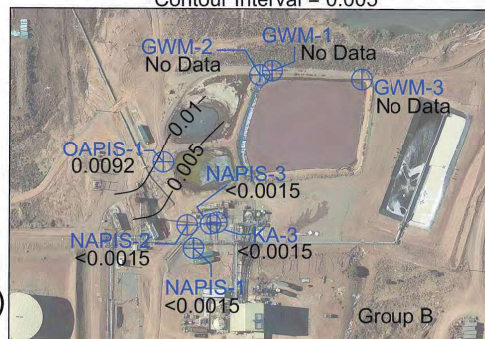 Contour Interval = 0.005
GWM-1
No Data
GWM-2
No Data
GWM-3
No Data
0.01
0.005
OAPIS-1
0.0092
NAPIS-3
<0.0015
NAPIS-2
<0.0015
KA-3
<0.0015
NAPIS-1
<0.0015
Group B
)